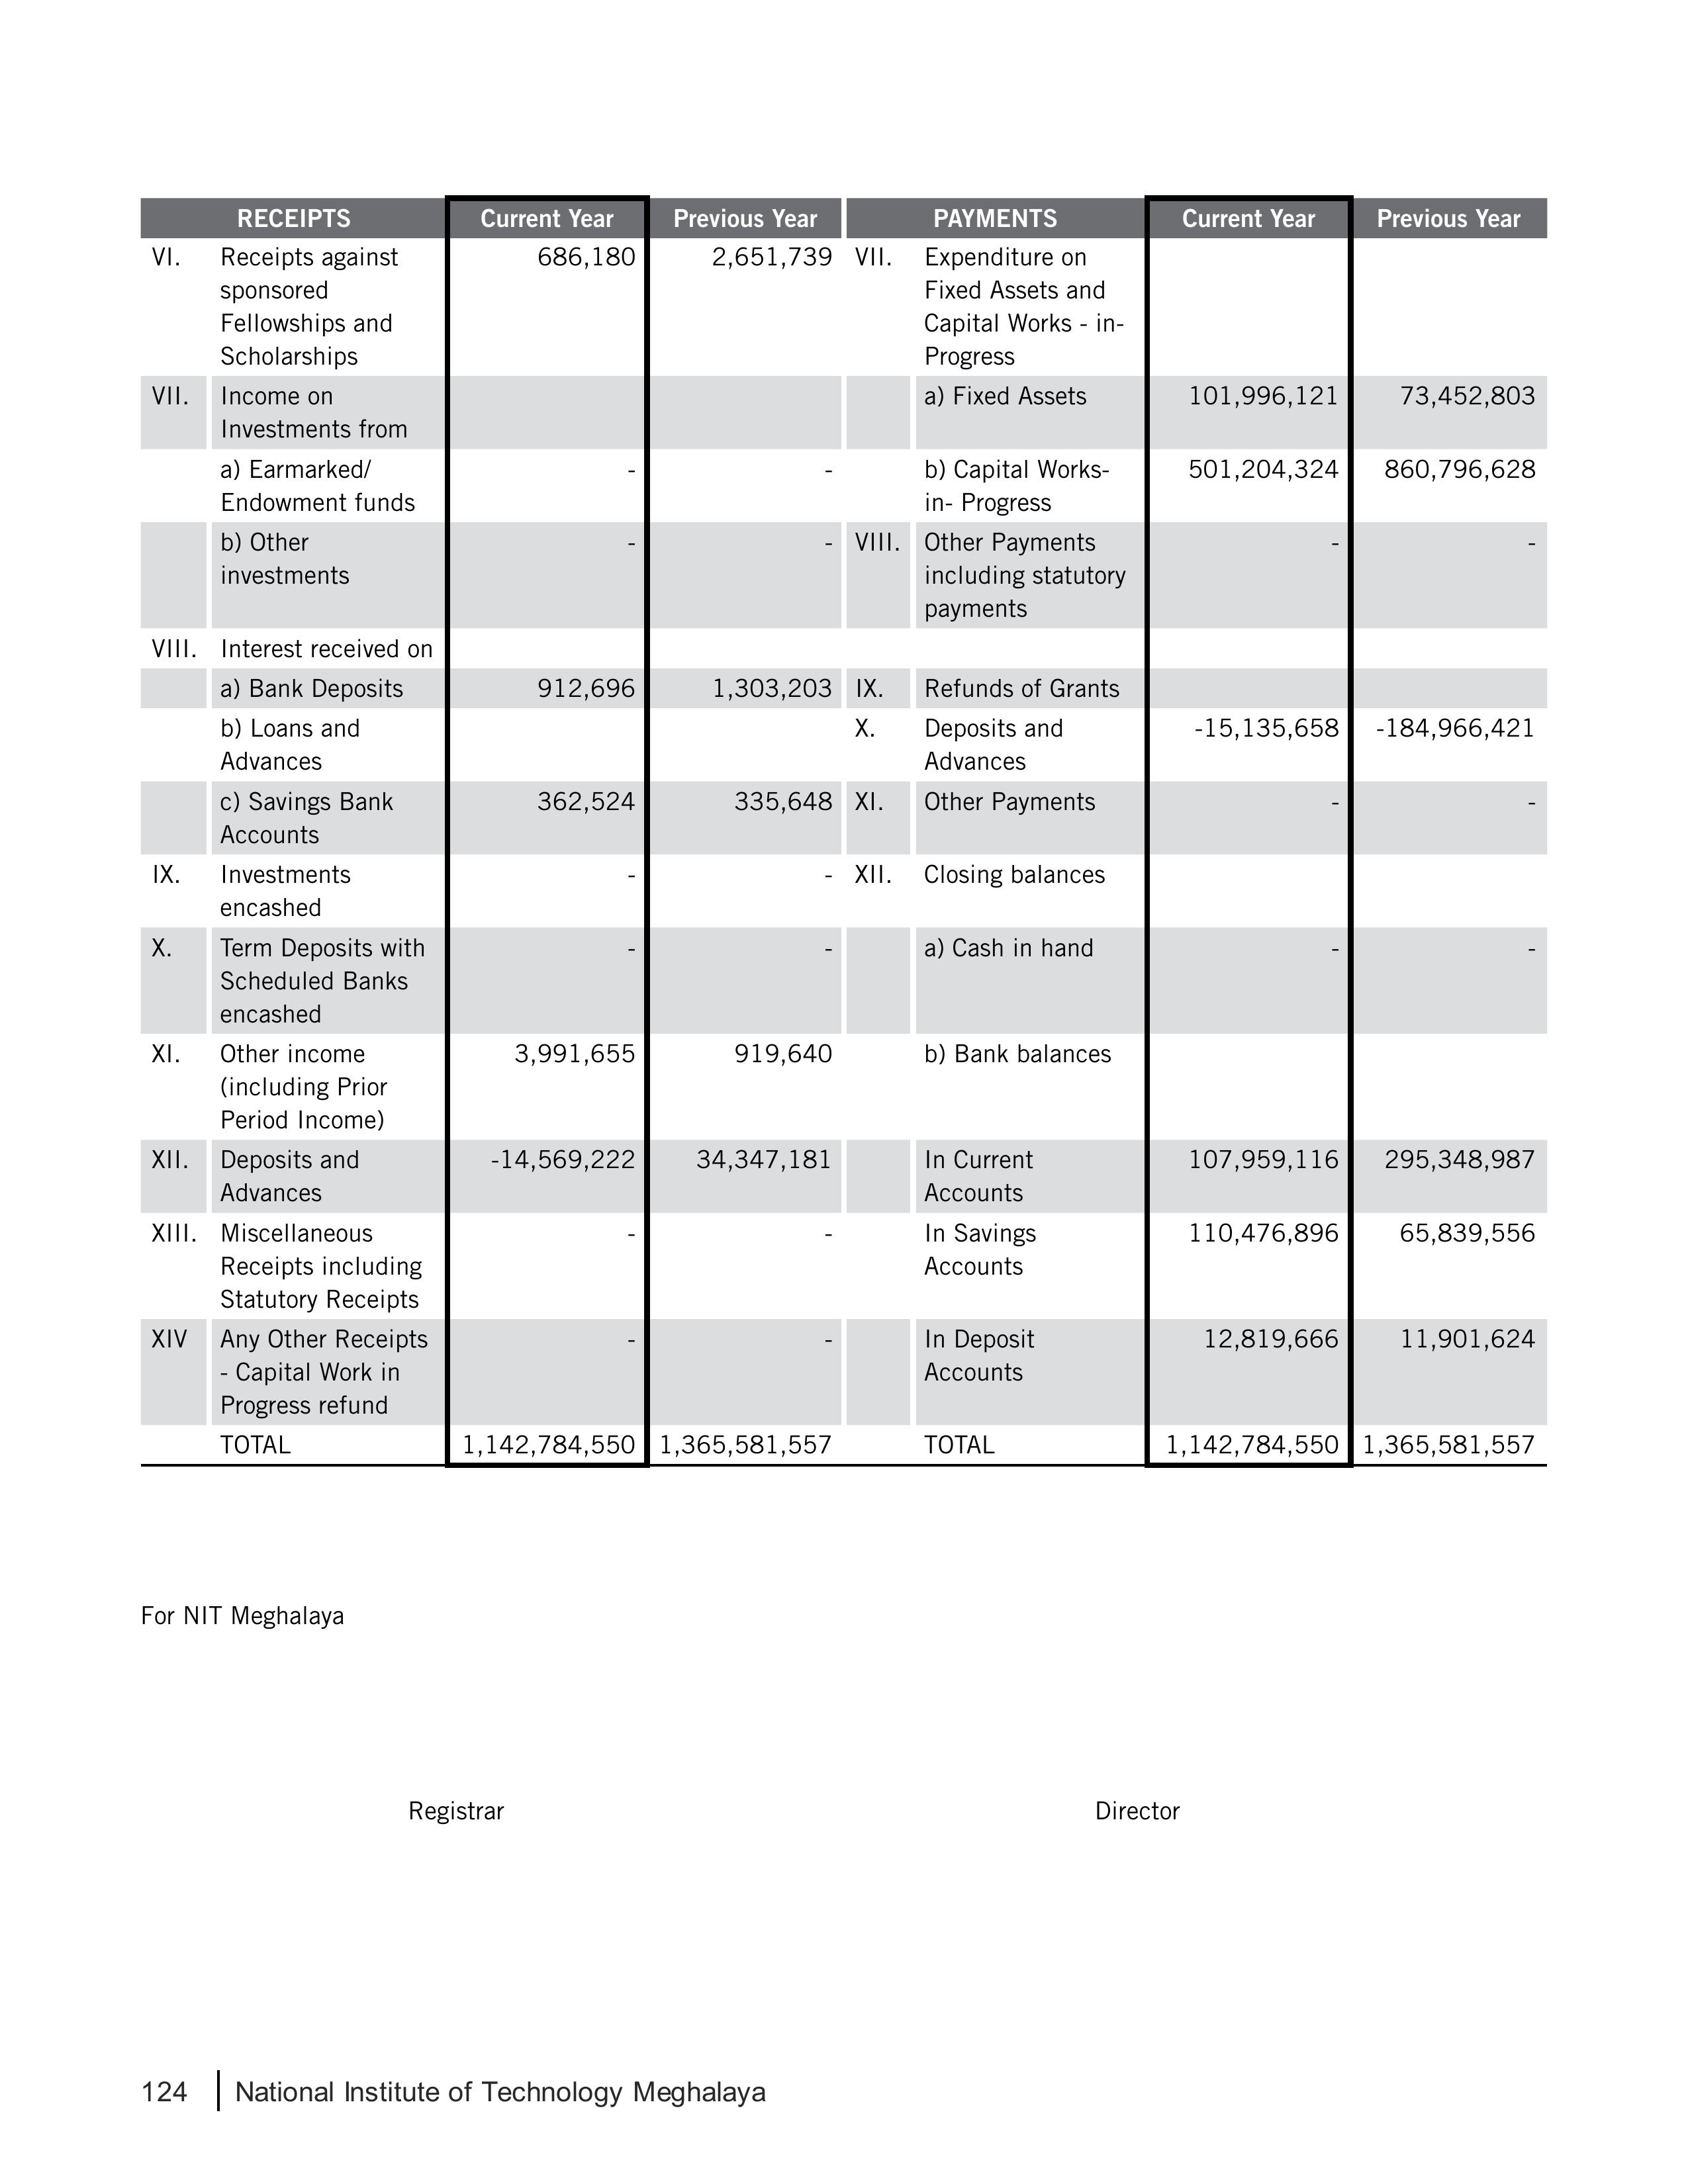 RECEIPTS Current Year Previous Year PAYMENTS Current Year Previous Year
VI. Receipts against 686,180 2,651,739 VII. Expenditure on
sponsored Fixed Assets and
Fellowships and Capital Works - in-
Scholarships Progress
VII. Income on a) Fixed Assets 101,996,121 73,452,803
Investments from
a) Earmarked/ - - b) Capital Works- 501,204,324 860,796,628
Endowment funds in- Progress
b) Other - - VIII. Other Payments - -
investments including statutory
payments
VIII. Interest received on
a) Bank Deposits 912,696 1,303,203 IX. Refunds of Grants
b) Loans and X. Deposits and -15,135,658 -184,966,421
Advances Advances
c) Savings Bank 362,524 335,648 XI. Other Payments - -
Accounts
IX. Investments - - XII. Closing balances
encashed
X. Term Deposits with - - a) Cash in hand - -
Scheduled Banks
encashed
XI. Other income 3,991,655 919,640 b) Bank balances
(including Prior
Period Income)
XII. Deposits and -14,569,222 34,347,181 In Current 107,959,116 295,348,987
Advances Accounts
XIII. Miscellaneous - - In Savings 110,476,896 65,839,556
Receipts including Accounts
Statutory Receipts
XIV Any Other Receipts - - In Deposit 12,819,666 11,901,624
- Capital Work in Accounts
Progress refund
TOTAL 1,142,784,550 1,365,581,557 TOTAL 1,142,784,550 1,365,581,557
For NIT Meghalaya
Registrar Director
124 National Institute of Technology Meghalaya